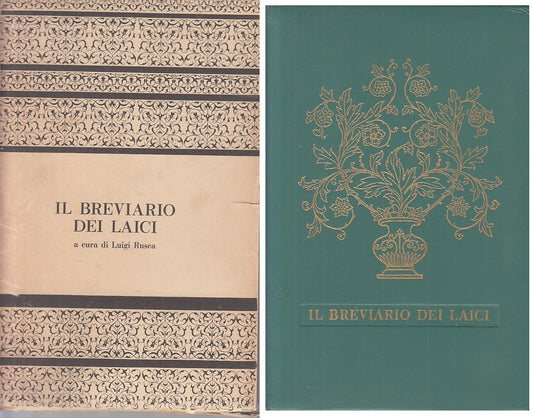 IL BREVIARIO
DEI LAICI
a cura di Luigi Rusca
IL BREVIARIO DEI LAICI